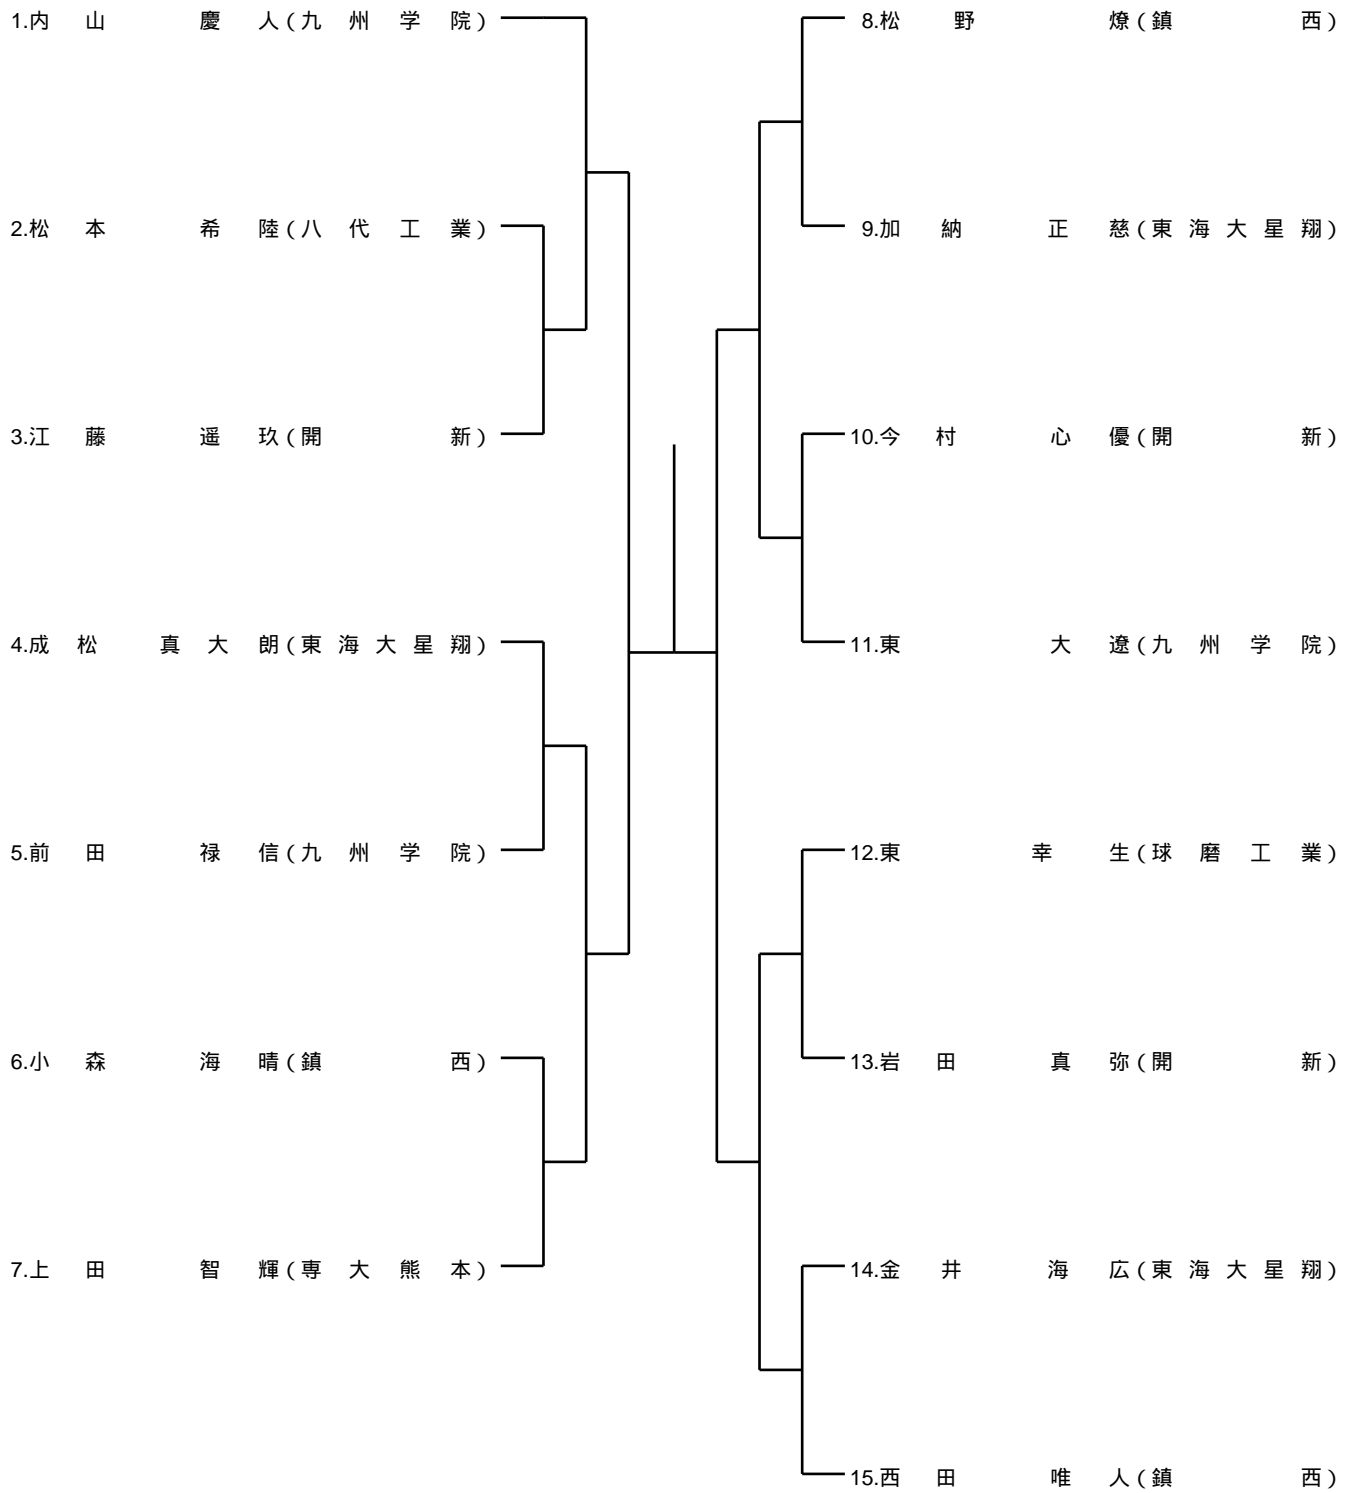 1.内山 慶人(九州学院)
2.松本 希陸(八代工業)
3.江藤 遥玖(開新)
4.成松 真大朗(東海大星翔)
5.前田 禄信(九州学院)
6.小森 海晴(鎮西)
7.上田 智輝(専大熊本)
8.松野 燎(鎮西)
9.加納 正慈(東海大星翔)
10.今村 心優(開新)
11.東 大遼(九州学院)
12.東 幸生(球磨工業)
13.岩田 真弥(開新)
14.金井 海広(東海大星翔)
15.西田 唯人(鎮西)